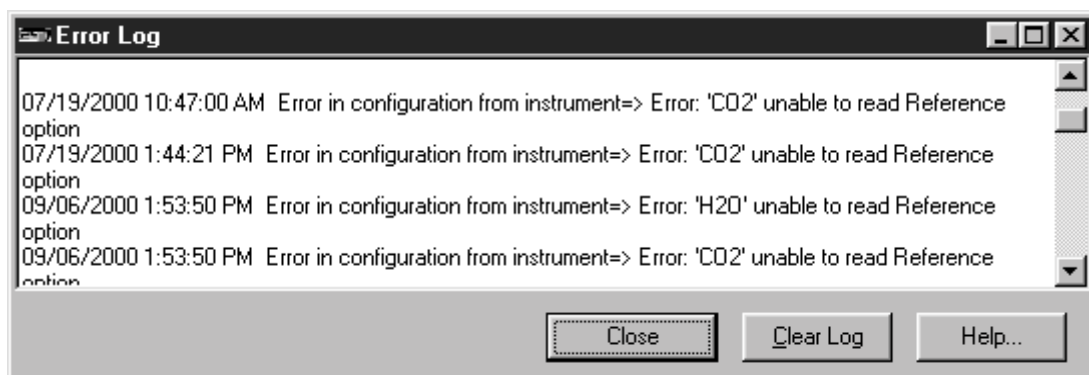 Error Log
07/19/2000 10:47:00 AM  Error in configuration from instrument=> Error: 'CO2' unable to read Reference
option
07/19/2000 1:44:21 PM  Error in configuration from instrument=> Error: 'CO2' unable to read Reference
option
09/06/2000 1:53:50 PM  Error in configuration from instrument=> Error: 'H2O' unable to read Reference
option
09/06/2000 1:53:50 PM  Error in configuration from instrument=> Error: 'CO2' unable to read Reference
option
Close
Clear Log
Help...